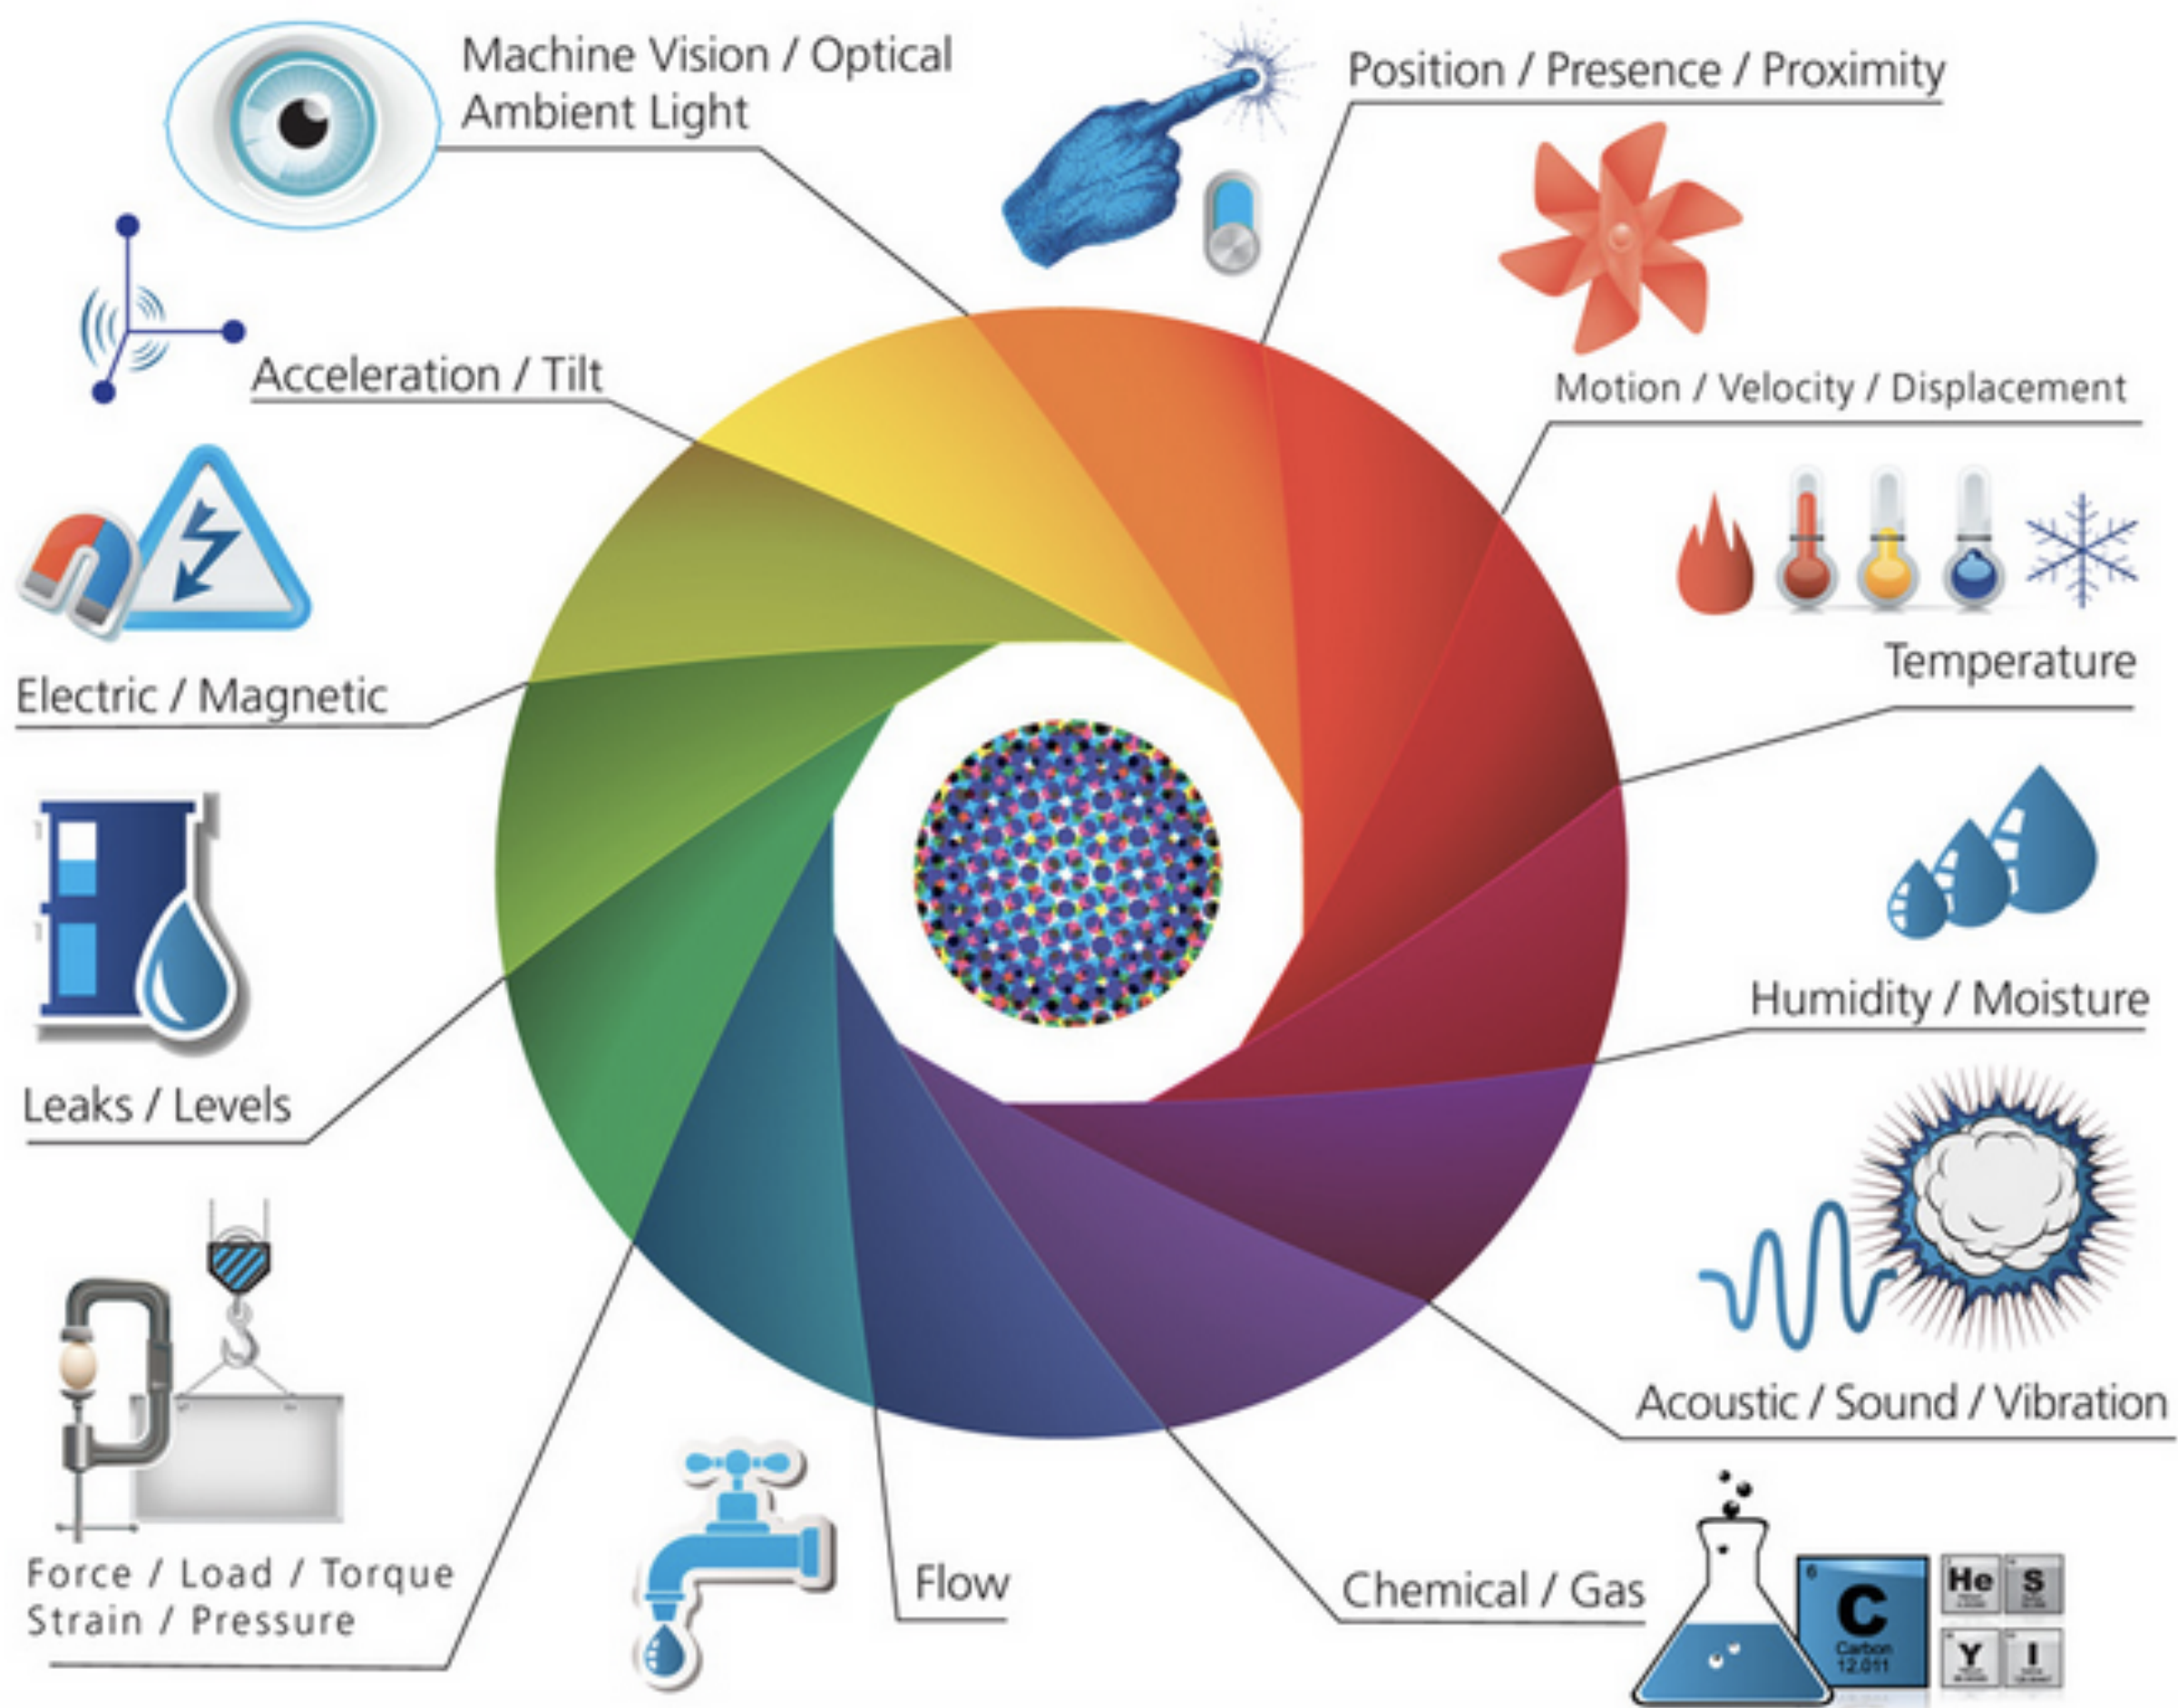 Machine Vision / Optical
Ambient Light
Position / Presence / Proximity
Acceleration / Tilt
Motion / Velocity / Displacement
Electric / Magnetic
Temperature
Leaks / Levels
Humidity / Moisture
Force / Load / Torque
Strain / Pressure
Flow
Acoustic / Sound / Vibration
Chemical / Gas
6
C
Carbon
12.011
He
S
Y
I